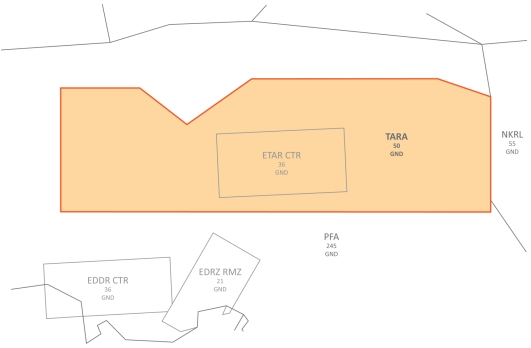 TARA
50
GND
NKRL
55
GND
ETAR CTR
36
GND
PFA
245
GND
EDRZ RMZ
21
GND
EDDR CTR
36
GND